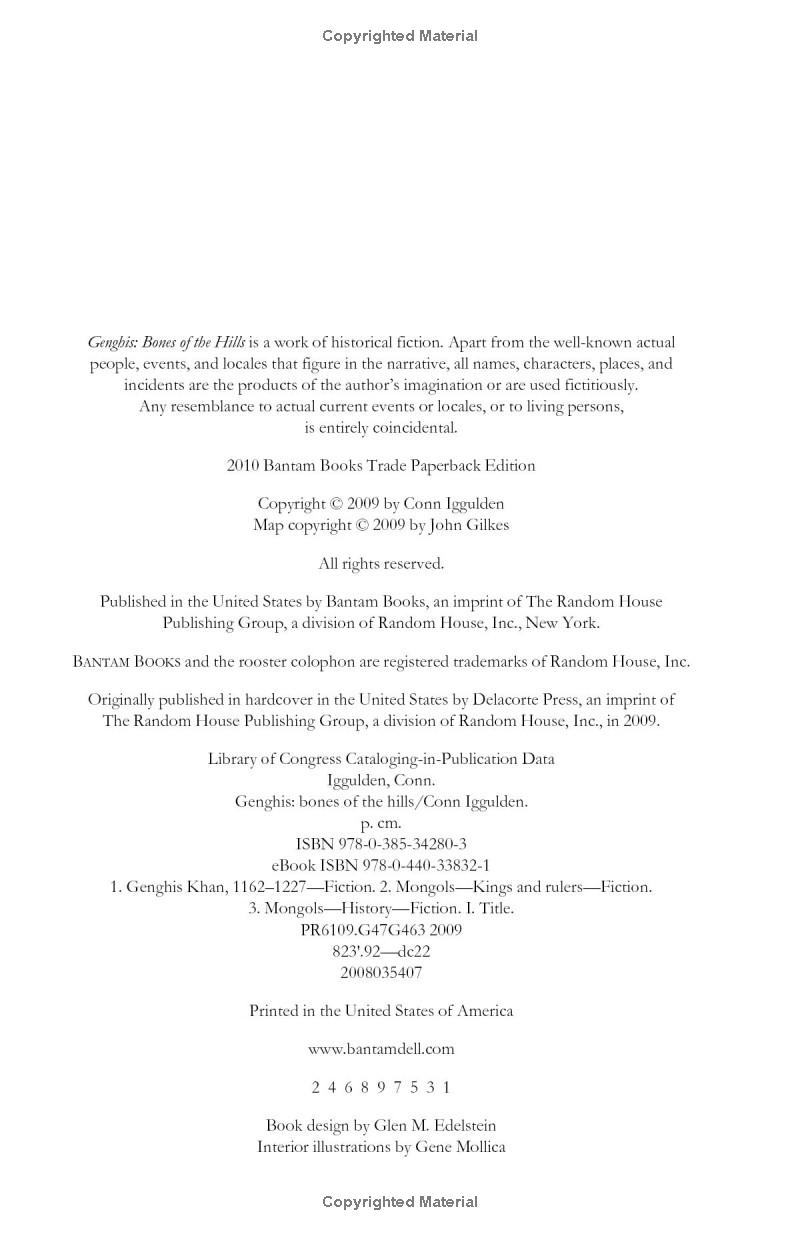 Copyrighted Material
Genghis: Bones of the Hills is a work of historical fiction. Apart from the well-known actual
people, events, and locales that figure in the narrative, all names, characters, places, and
incidents are the products of the author's imagination or are used fictitiously.
Any resemblance to actual current events or locales, or to living persons,
is entirely coincidental.
2010 Bantam Books Trade Paperback Edition
Copyright © 2009 by Conn Iggulden
Map copyright © 2009 by John Gilkes
All rights reserved.
Published in the United States by Bantam Books, an imprint of The Random House
Publishing Group, a division of Random House, Inc., New York.
BANTAM BOOKS and the rooster colophon are registered trademarks of Random House, Inc.
Originally published in hardcover in the United States by Delacorte Press, an imprint of
The Random House Publishing Group, a division of Random House, Inc., in 2009.
Library of Congress Cataloging-in-Publication Data
Iggulden, Conn.
Genghis: bones of the hills/Conn Iggulden.
p. cm.
ISBN 978-0-385-34280-3
eBook ISBN 978-0-440-33832-1
1. Genghis Khan, 1162–1227—Fiction. 2. Mongols—Kings and rulers—Fiction.
3. Mongols—History—Fiction. I. Title.
PR6109.G47G463 2009
823'.92—dc22
2008035407
Printed in the United States of America
www.bantamdell.com
2 4 6 8 9 7 5 3 1
Book design by Glen M. Edelstein
Interior illustrations by Gene Mollica
Copyrighted Material